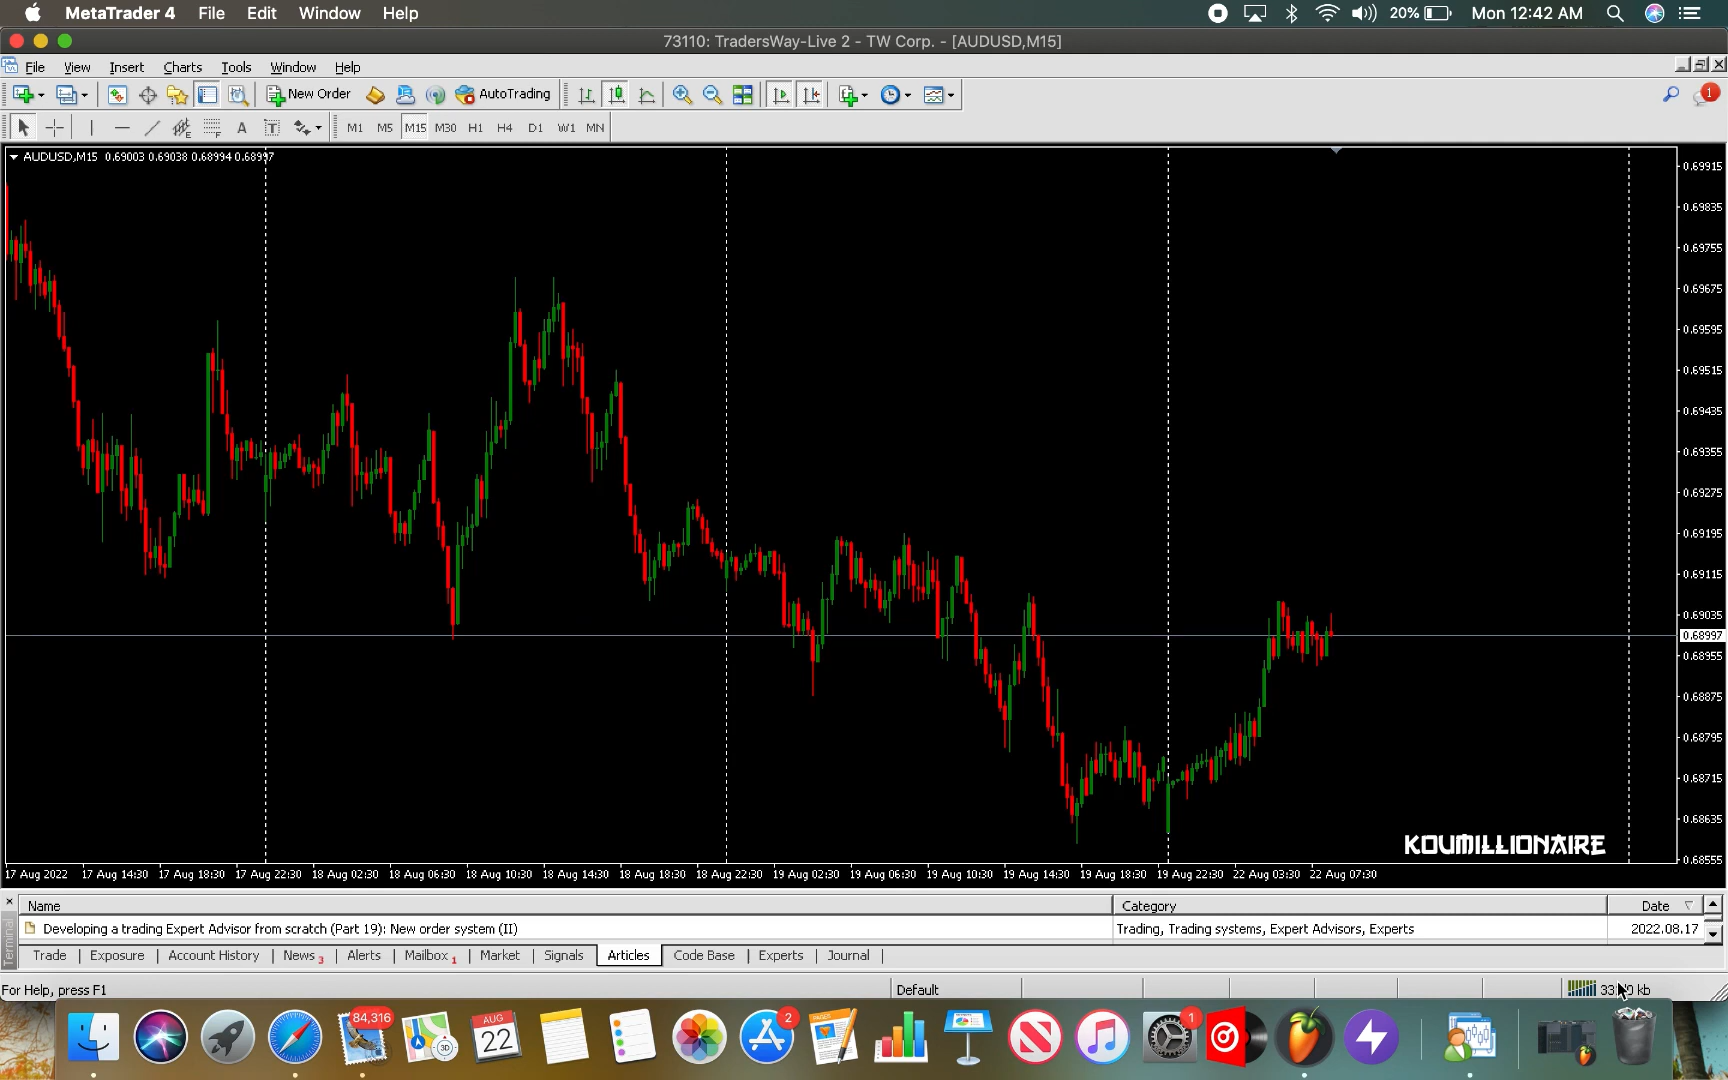 MetaTrader 4 File Edit Window Help 20% Mon 12:42 AM
73110: TradersWay-Live 2 - TW Corp. - [AUDUSD,M15]
File View Insert Charts Tools Window Help
New Order AutoTrading 1
A T M1 M5 M15 M30 H1 H4 D1 W1 MN
AUDUSD,M15 0.69003 0.69038 0.68994 0.68997
0.69915
0.69835
0.69755
0.69675
0.69595
0.69515
0.69435
0.69355
0.69275
0.69195
0.69115
0.69035
0.68997
0.68955
0.68875
0.68795
0.68715
0.68635
KOUMILLIONAIRE
0.68555
17 Aug 2022 17 Aug 14:30 17 Aug 18:30 17 Aug 22:30 18 Aug 02:30 18 Aug 06:30 18 Aug 10:30 18 Aug 14:30 18 Aug 18:30 18 Aug 22:30 19 Aug 02:30 19 Aug 06:30 19 Aug 10:30 19 Aug 14:30 19 Aug 18:30 19 Aug 22:30 22 Aug 03:30 22 Aug 07:30
Name Category Date
Developing a trading Expert Advisor from scratch (Part 19): New order system (II) Trading, Trading systems, Expert Advisors, Experts 2022.08.17
Terminal
Trade Exposure Account History News 3 Alerts Mailbox 1 Market Signals Articles Code Base Experts Journal
For Help, press F1 Default kb
84,316 3D AUG 22 2 PAGES 1